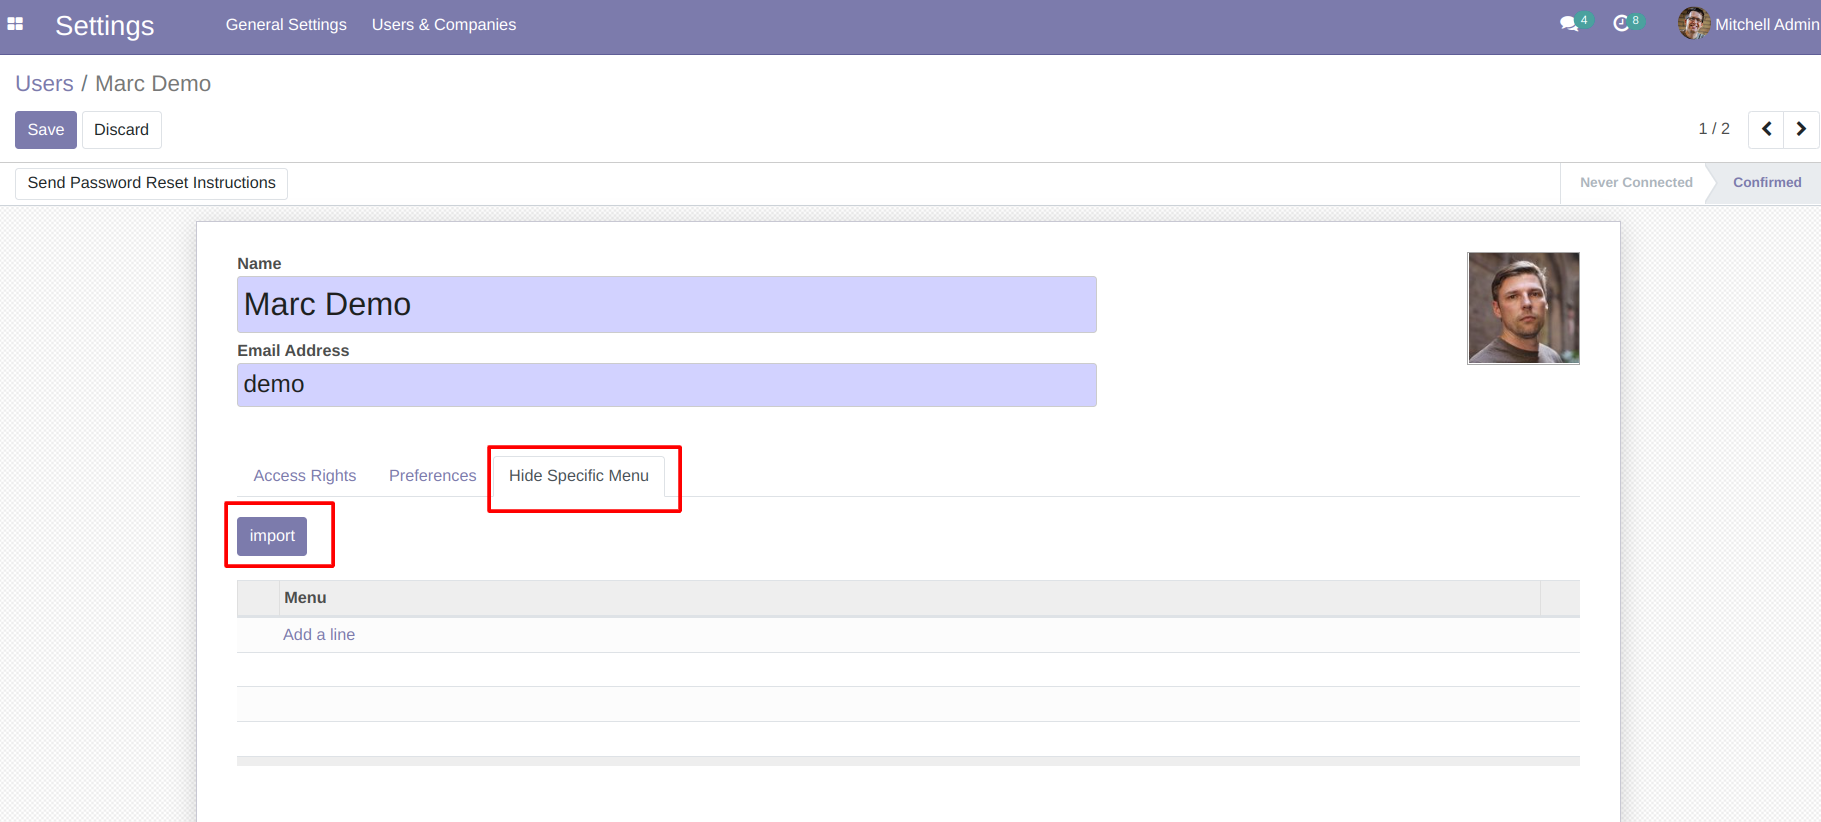 Settings General Settings Users & Companies 4 8 Mitchell Admin
Users / Marc Demo
Save Discard 1 / 2
Send Password Reset Instructions Never Connected Confirmed
Name
Marc Demo
Email Address
demo
Access Rights Preferences Hide Specific Menu
import
Menu
Add a line